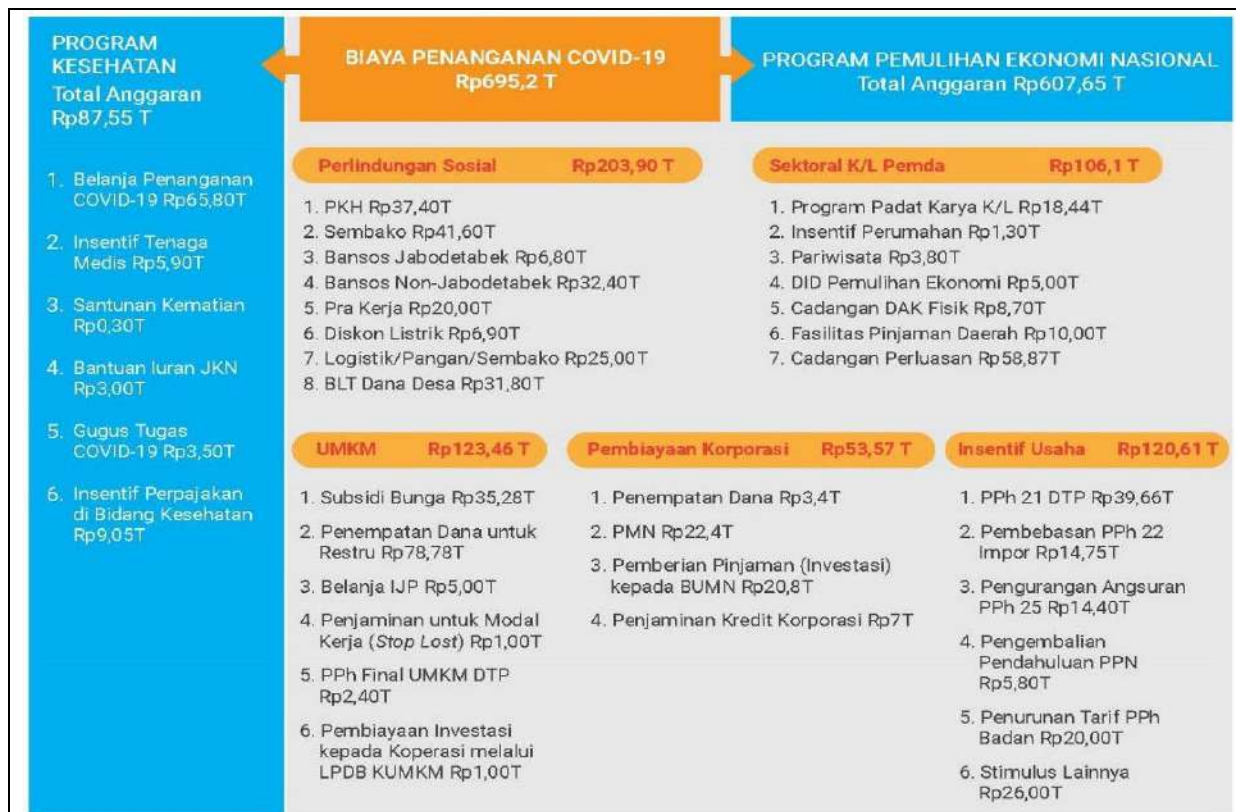 PROGRAM
KESEHATAN
Total Anggaran
Rp87,55 T
BIAYA PENANGANAN COVID-19
Rp695,2 T
PROGRAM PEMULIHAN EKONOMI NASIONAL
Total Anggaran Rp607,65 T
1. Belanja Penanganan
COVID-19 Rp65,80T
2. Insentif Tenaga
Medis Rp5,90T
3. Santunan Kematian
Rp0,30T
4. Bantuan Iuran JKN
Rp3,00T
5. Gugus Tugas
COVID-19 Rp3,50T
6. Insentif Perpajakan
di Bidang Kesehatan
Rp9,05T
Perlindungan Sosial Rp203,90 T
1. PKH Rp37,40T
2. Sembako Rp41,60T
3. Bansos Jabodetabek Rp6,80T
4. Bansos Non-Jabodetabek Rp32,40T
5. Pra Kerja Rp20,00T
6. Diskon Listrik Rp6,90T
7. Logistik/Pangan/Sembako Rp25,00T
8. BLT Dana Desa Rp31,80T
Sektoral K/L Pemda Rp106,1 T
1. Program Padat Karya K/L Rp18,44T
2. Insentif Perumahan Rp1,30T
3. Pariwisata Rp3,80T
4. DID Pemulihan Ekonomi Rp5,00T
5. Cadangan DAK Fisik Rp8,70T
6. Fasilitas Pinjaman Daerah Rp10,00T
7. Cadangan Perluasan Rp58,87T
UMKM Rp123,46 T
1. Subsidi Bunga Rp35,28T
2. Penempatan Dana untuk
Restru Rp78,78T
3. Belanja IJP Rp5,00T
4. Penjaminan untuk Modal
Kerja (Stop Lost) Rp1,00T
5. PPh Final UMKM DTP
Rp2,40T
6. Pembiayaan Investasi
kepada Koperasi melalui
LPDB KUMKM Rp1,00T
Pembiayaan Korporasi Rp53,57 T
1. Penempatan Dana Rp3,4T
2. PMN Rp22,4T
3. Pemberian Pinjaman (Investasi)
kepada BUMN Rp20,8T
4. Penjaminan Kredit Korporasi Rp7T
Insentif Usaha Rp120,61 T
1. PPh 21 DTP Rp39,66T
2. Pembebasan PPh 22
Impor Rp14,75T
3. Pengurangan Angsuran
PPh 25 Rp14,40T
4. Pengembalian
Pendahuluan PPN
Rp5,80T
5. Penurunan Tarif PPh
Badan Rp20,00T
6. Stimulus Lainnya
Rp26,00T